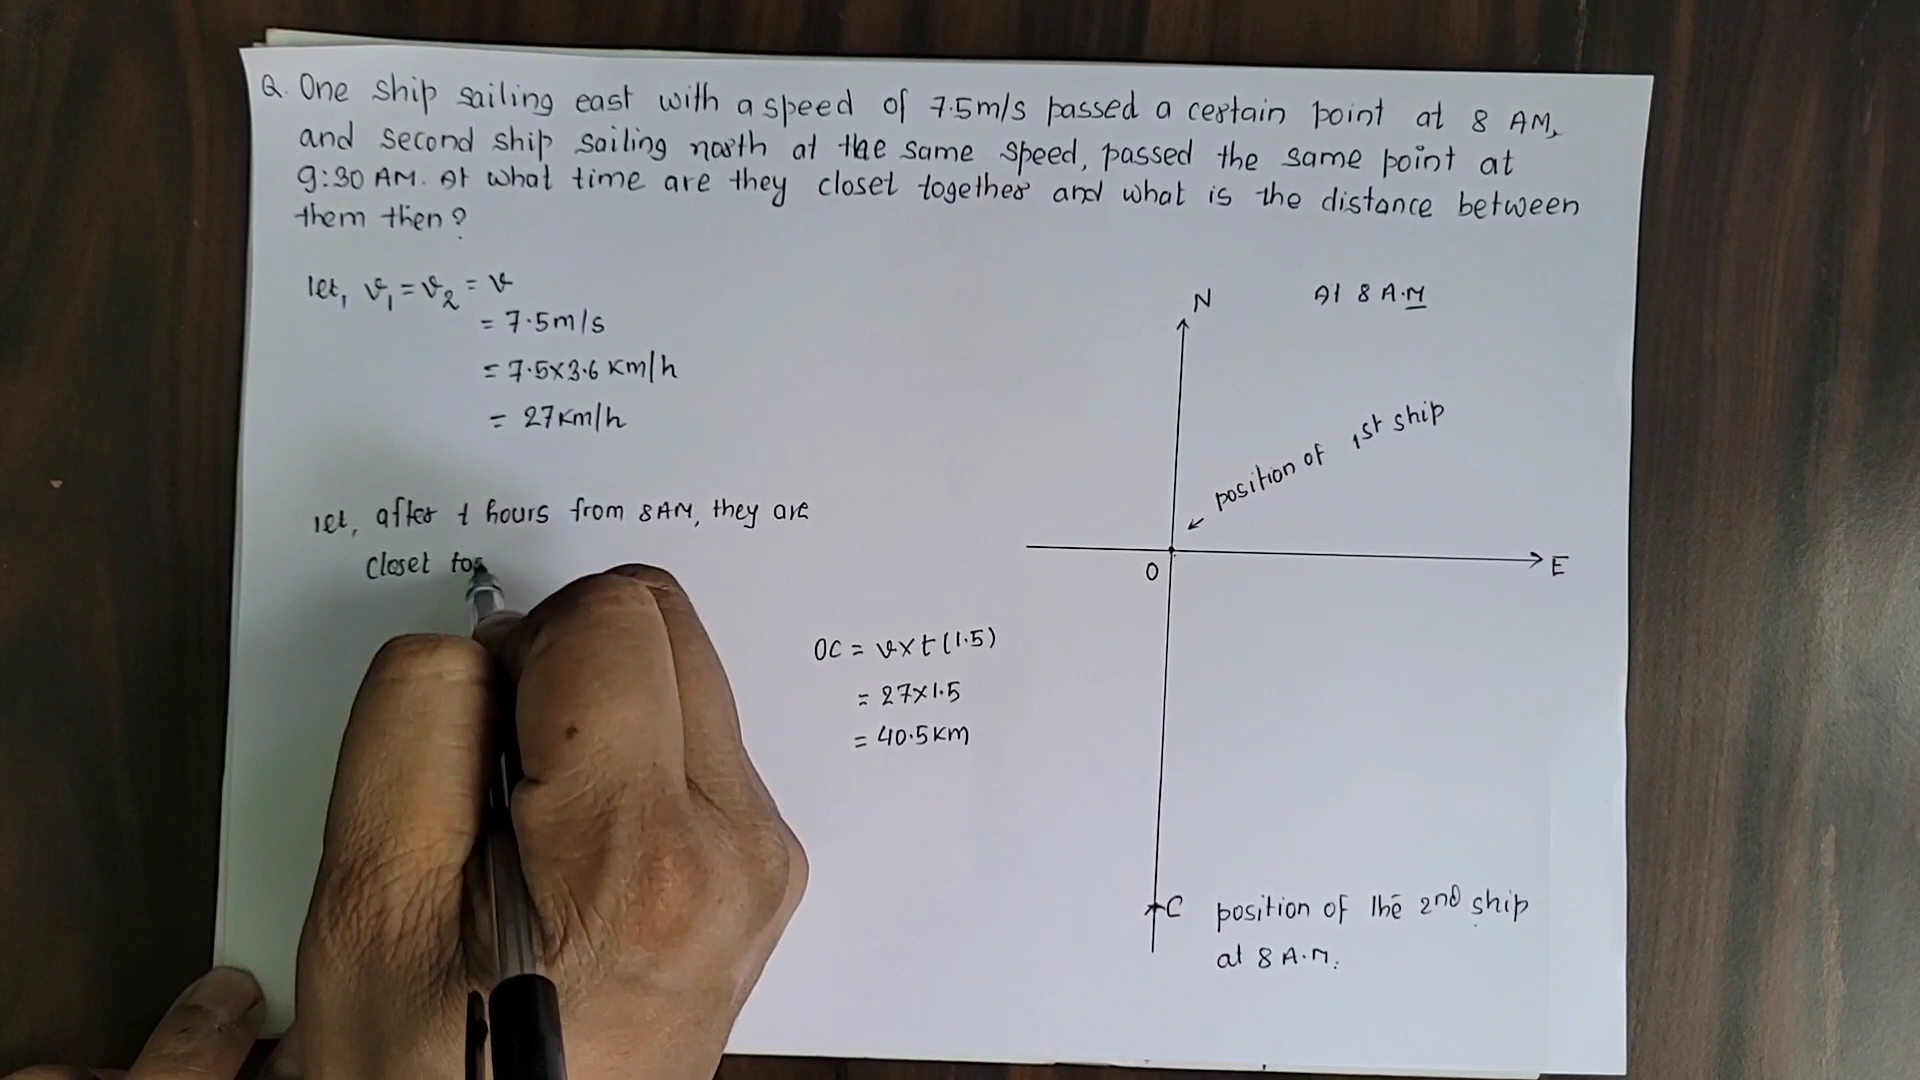 Q. One ship sailing east with a speed of 7.5m/s passed a certain point at 8 AM,
and second ship sailing north at the same speed, passed the same point at
9:30 AM. At what time are they closet together and what is the distance between
them then?
let, v₁ = v₂ = v
= 7.5m/s
= 7.5×3.6 km/h
= 27km/h
let, after t hours from 8AM, they are
closet tog
OC = v×t(1.5)
= 27×1.5
= 40.5km
At 8 A.M
N
position of 1st ship
O
E
C position of the 2nd ship
at 8 A.M.